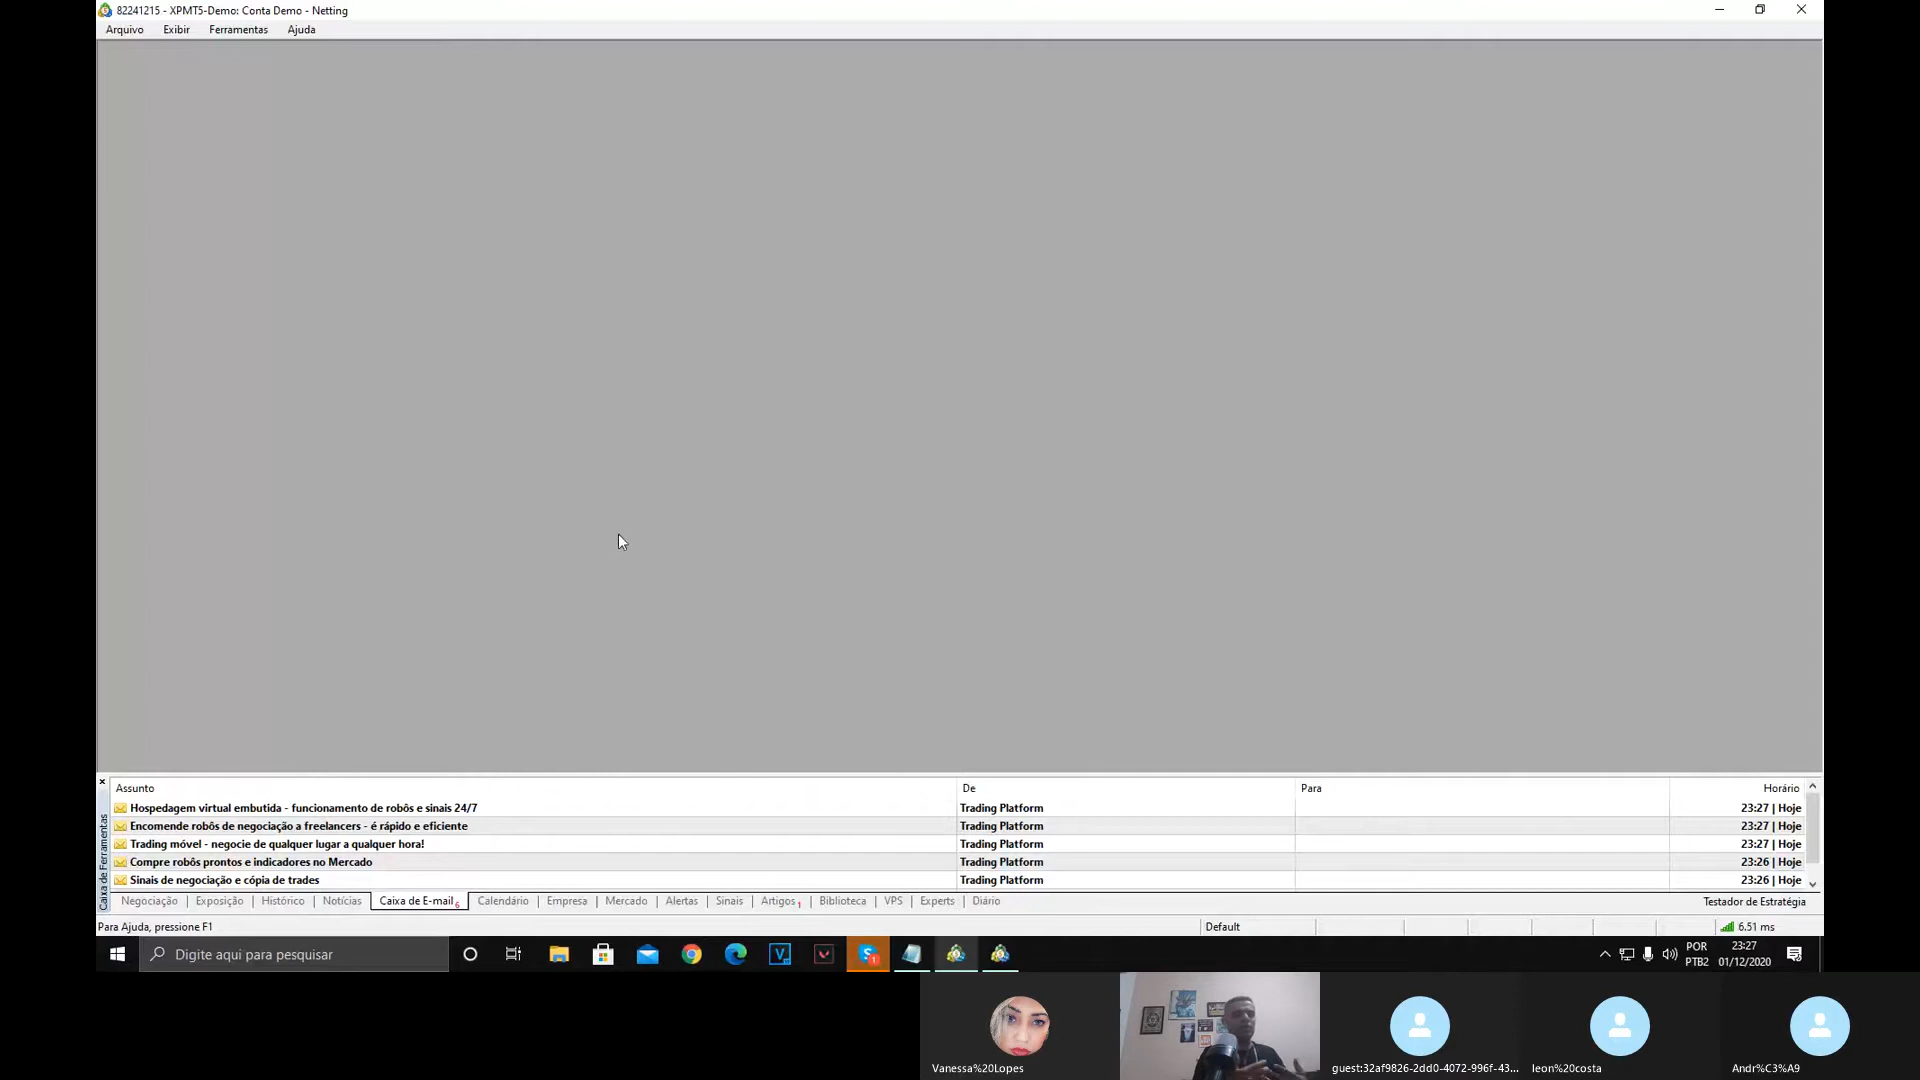 82241215 - XPMT5-Demo: Conta Demo - Netting
Arquivo Exibir Ferramentas Ajuda
Assunto De Para Horário
Hospedagem virtual embutida - funcionamento de robôs e sinais 24/7 Trading Platform 23:27 | Hoje
Encomende robôs de negociação a freelancers - é rápido e eficiente Trading Platform 23:27 | Hoje
Trading móvel - negocie de qualquer lugar a qualquer hora! Trading Platform 23:27 | Hoje
Compre robôs prontos e indicadores no Mercado Trading Platform 23:26 | Hoje
Sinais de negociação e cópia de trades Trading Platform 23:26 | Hoje
Caixa de Ferramentas
Negociação | Exposição | Histórico | Notícias | Caixa de E-mail 6 | Calendário | Empresa | Mercado | Alertas | Sinais | Artigos 1 | Biblioteca | VPS | Experts | Diário Testador de Estratégia
Para Ajuda, pressione F1 Default 6.51 ms
Digite aqui para pesquisar POR 23:27
PTB2 01/12/2020
Vanessa%20Lopes guest:32af9826-2dd0-4072-996f-43... leon%20costa Andr%C3%A9